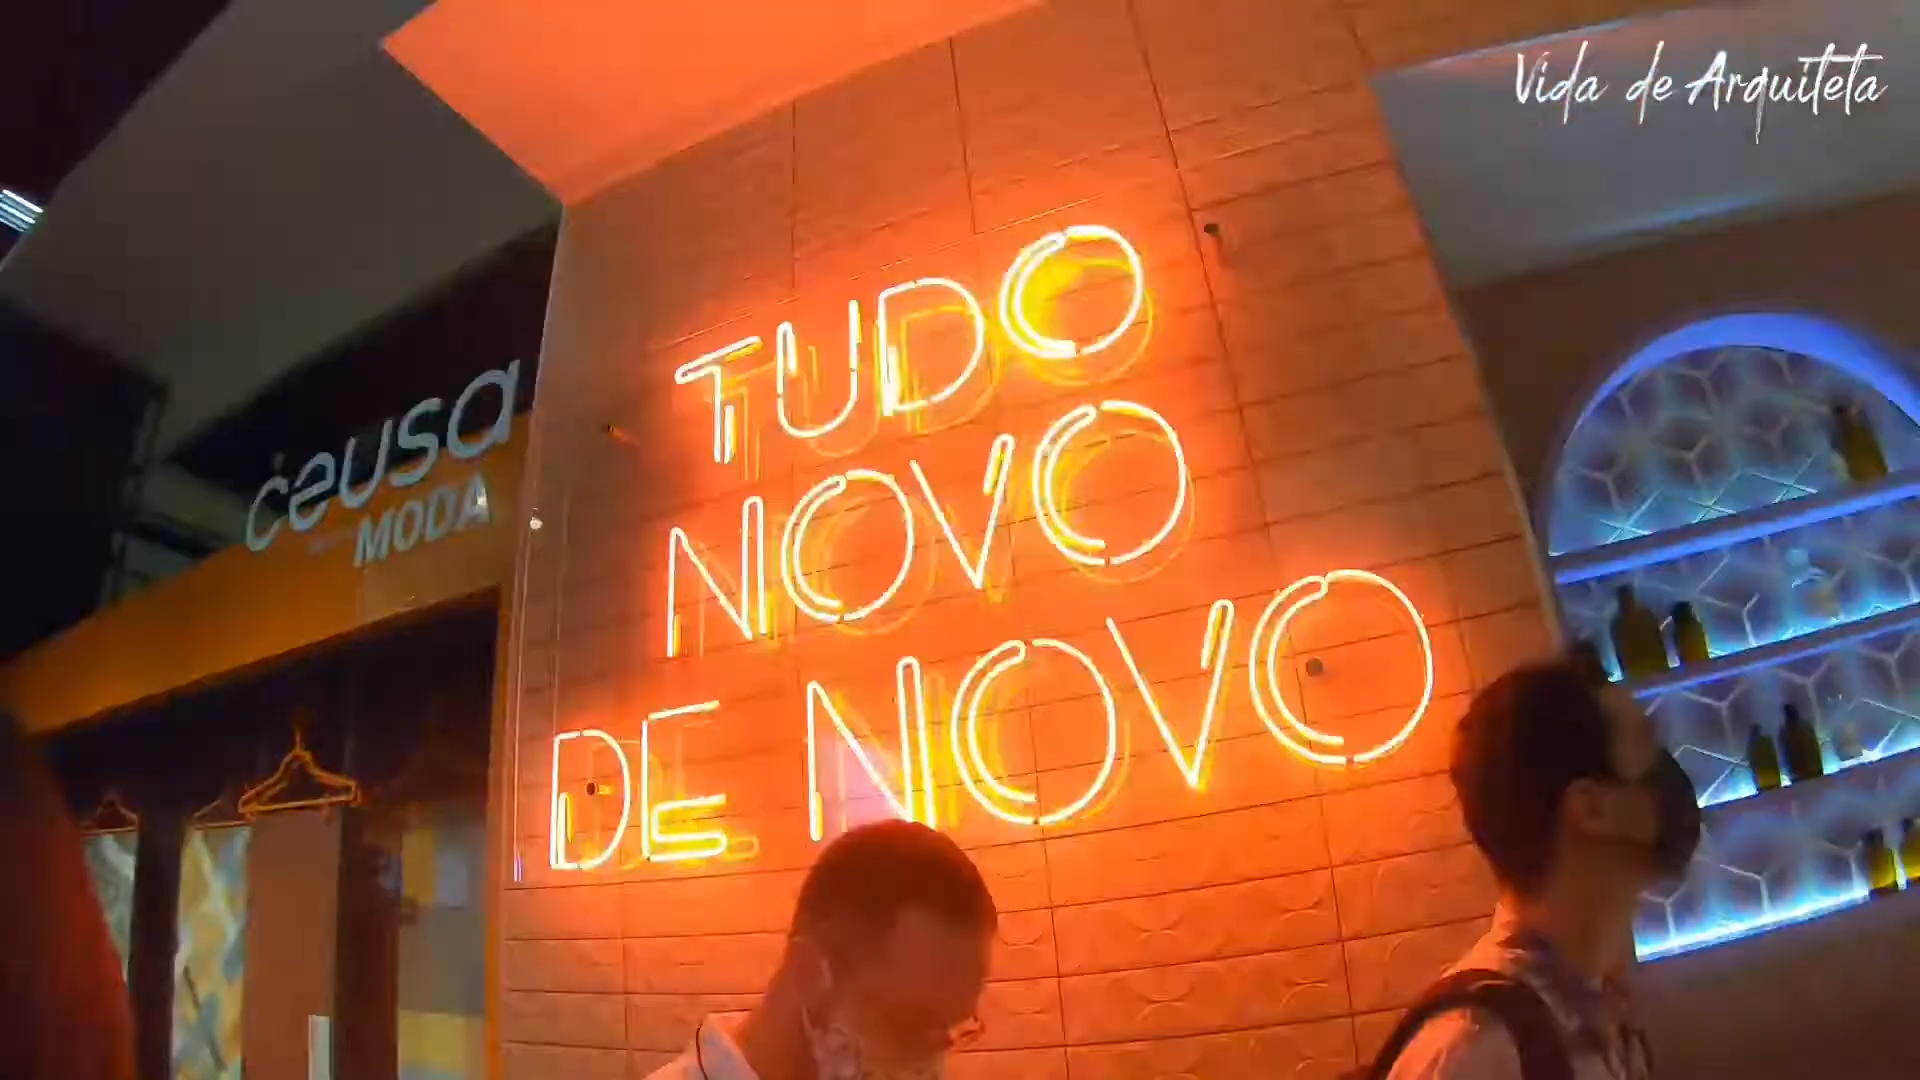 Vida de Arquiteta
TUDO
NOVO
DE NOVO
ceusa
MODA